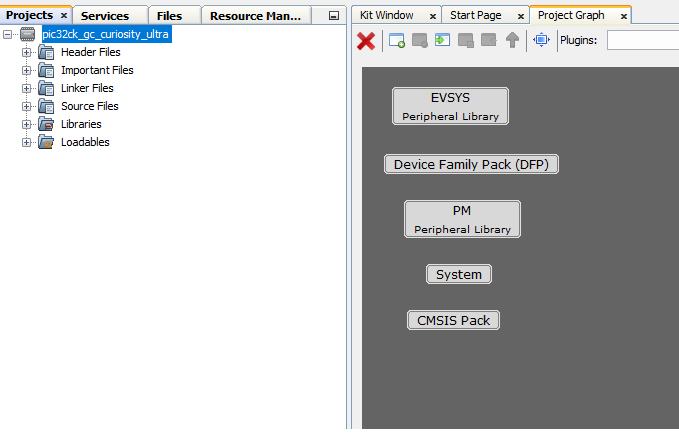 Projects
Services
Files
Resource Man...
pic32ck_gc_curiosity_ultra
Header Files
Important Files
Linker Files
Source Files
Libraries
Loadables
Kit Window
Start Page
Project Graph
Plugins:
EVSYS
Peripheral Library
Device Family Pack (DFP)
PM
Peripheral Library
System
CMSIS Pack